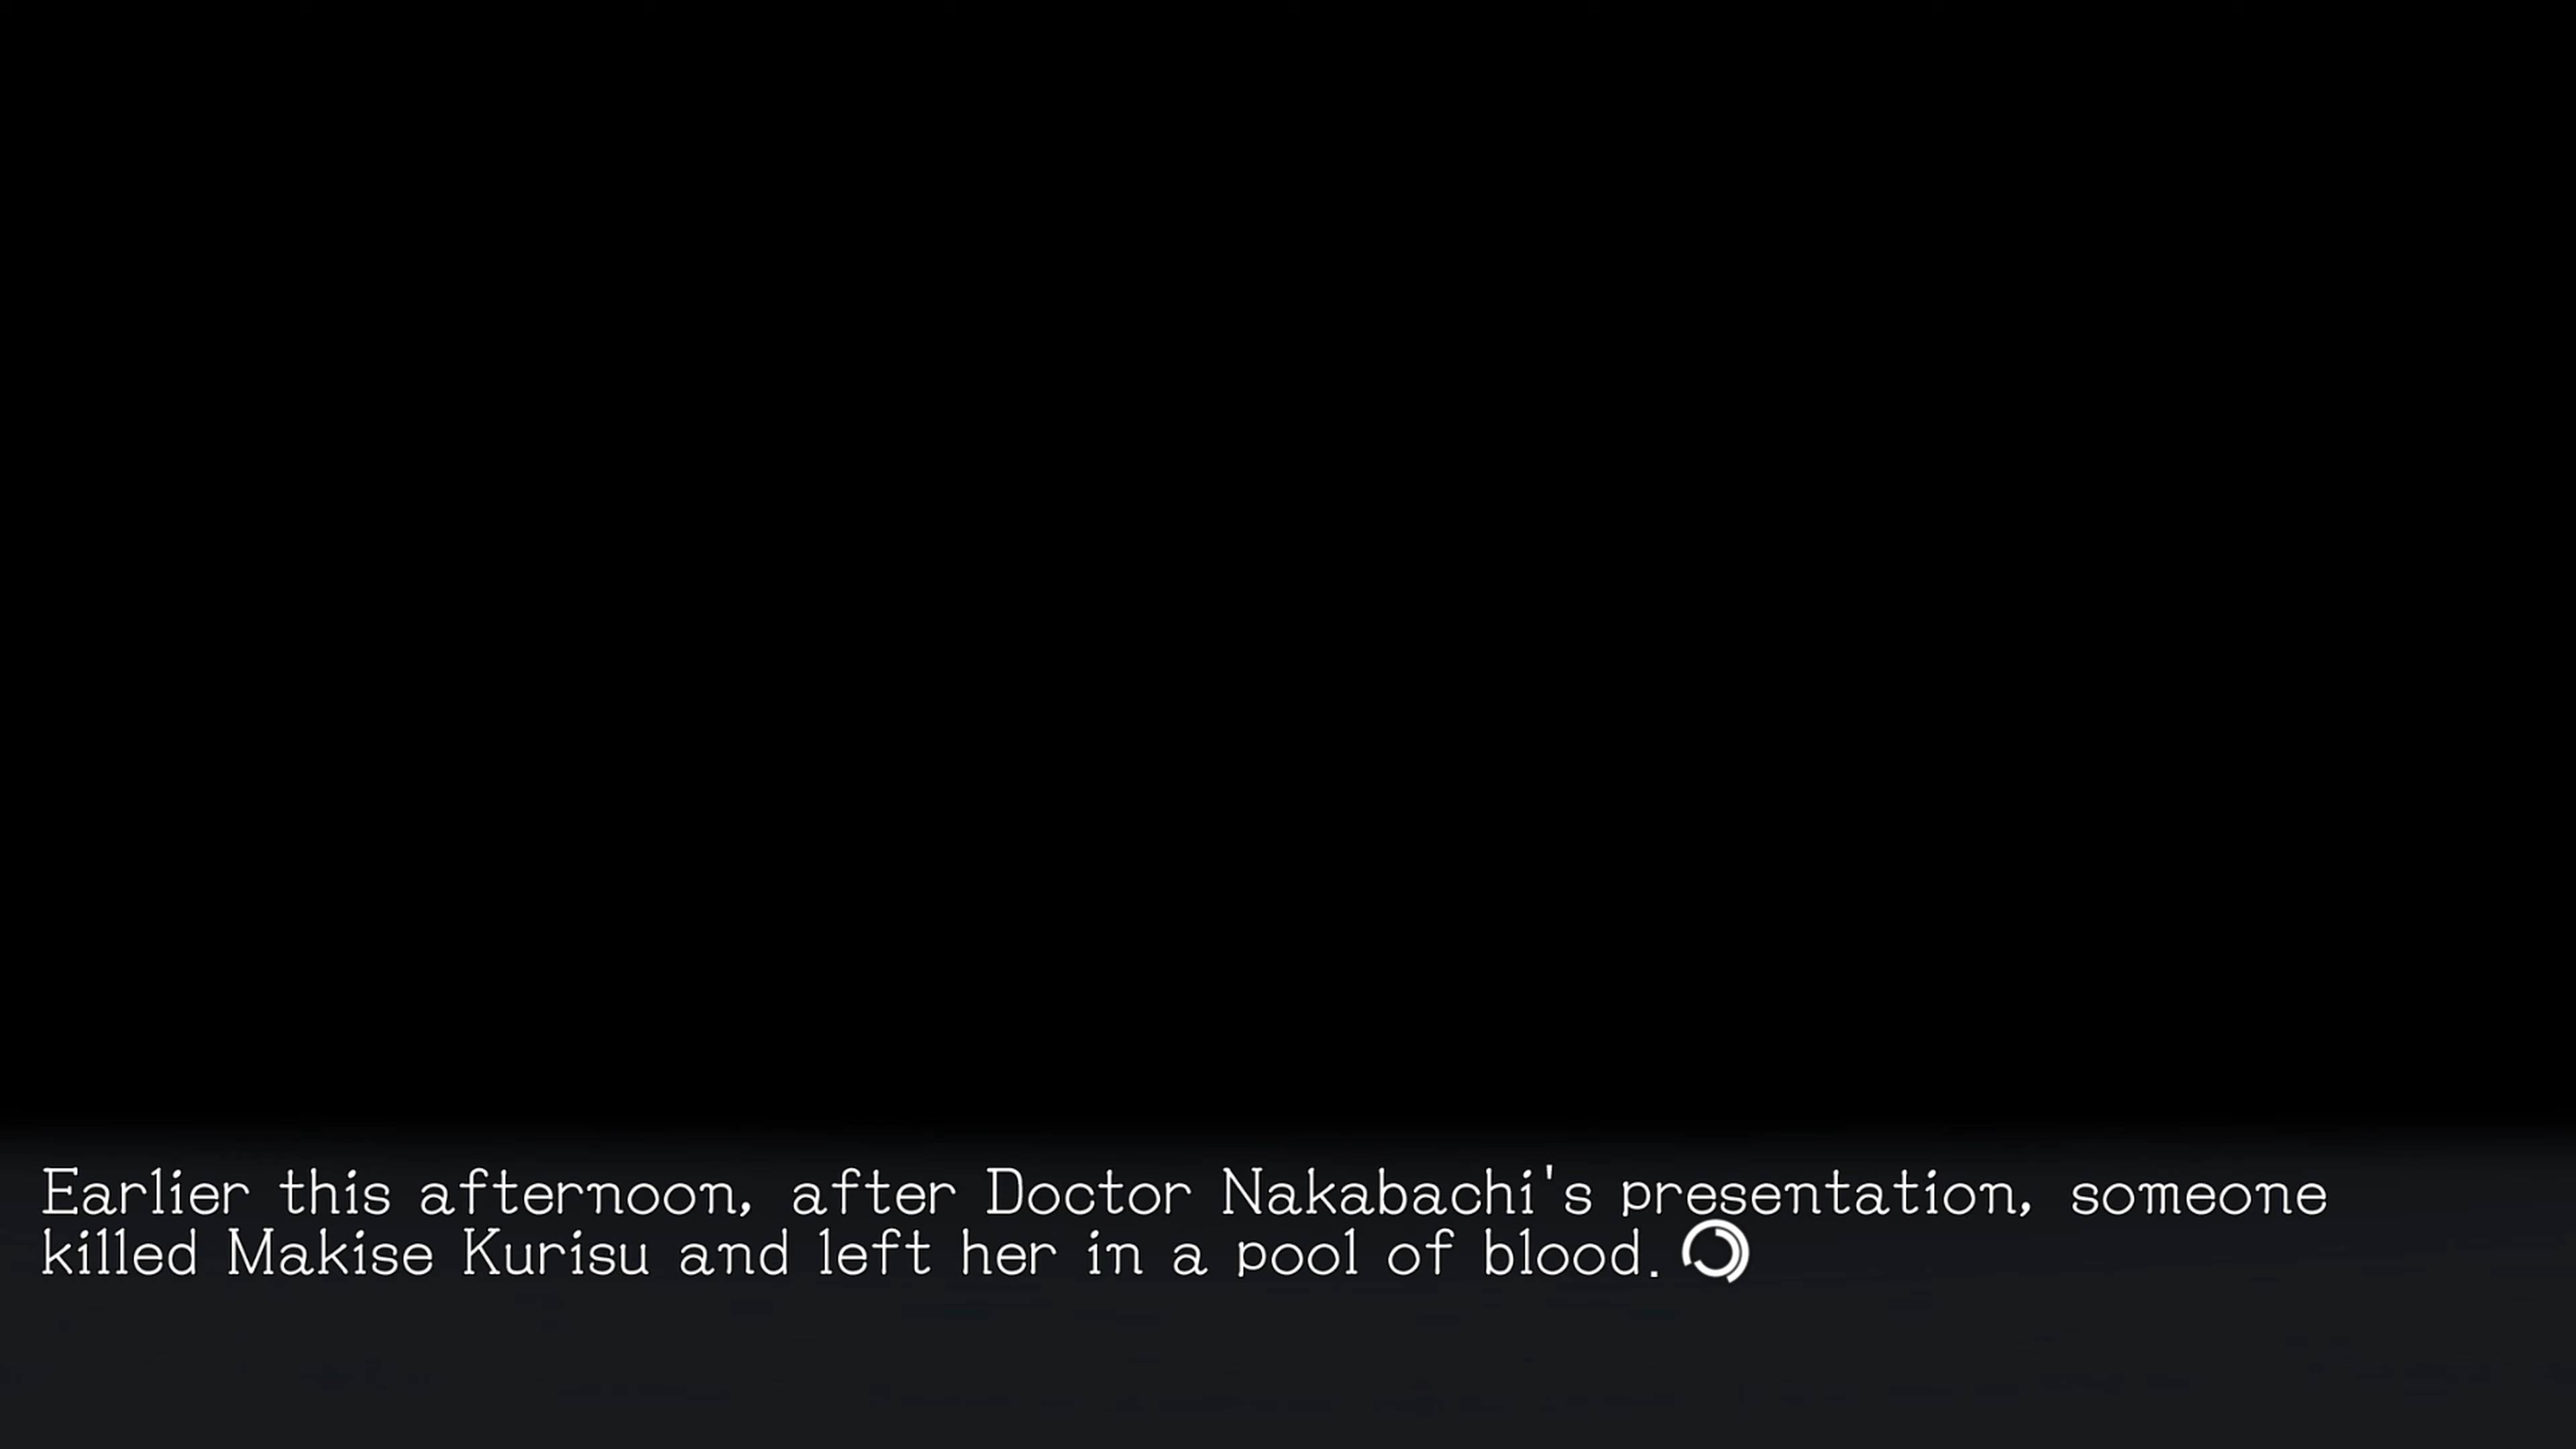 Earlier this afternoon, after Doctor Nakabachi's presentation, someone
killed Makise Kurisu and left her in a pool of blood.